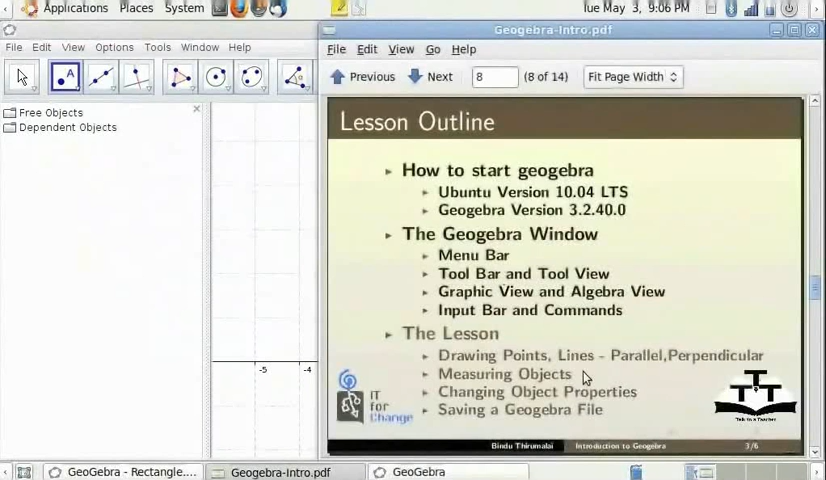 Applications Places System
Tue May 3, 9:06 PM
File Edit View Options Tools Window Help
A
Free Objects
Dependent Objects
-5 -4
Geogebra-Intro.pdf
File Edit View Go Help
Previous Next 8 (8 of 14) Fit Page Width
Lesson Outline
How to start geogebra
Ubuntu Version 10.04 LTS
Geogebra Version 3.2.40.0
The Geogebra Window
Menu Bar
Tool Bar and Tool View
Graphic View and Algebra View
Input Bar and Commands
The Lesson
Drawing Points, Lines - Parallel,Perpendicular
Measuring Objects
Changing Object Properties
Saving a Geogebra File
IT
for
Change
T T T
Talk to a Teacher
Bindu Thirumalai Introduction to Geogebra 3/6
GeoGebra - Rectangle.... Geogebra-Intro.pdf GeoGebra